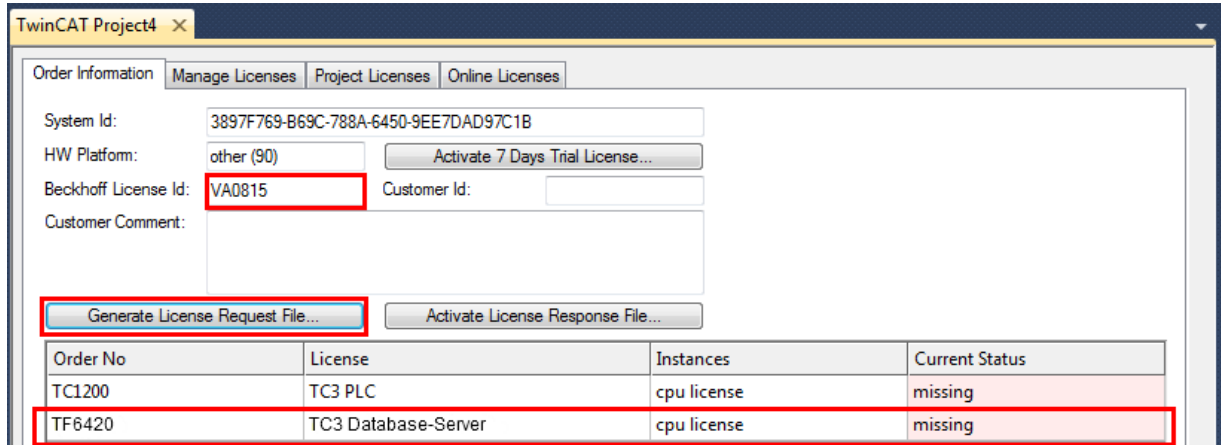 TwinCAT Project4
Order Information Manage Licenses Project Licenses Online Licenses
System Id: 3897F769-B69C-788A-6450-9EE7DAD97C1B
HW Platform: other (90) Activate 7 Days Trial License...
Beckhoff License Id: VA0815 Customer Id:
Customer Comment:
Generate License Request File... Activate License Response File...
Order No License Instances Current Status
TC1200 TC3 PLC cpu license missing
TF6420 TC3 Database-Server cpu license missing